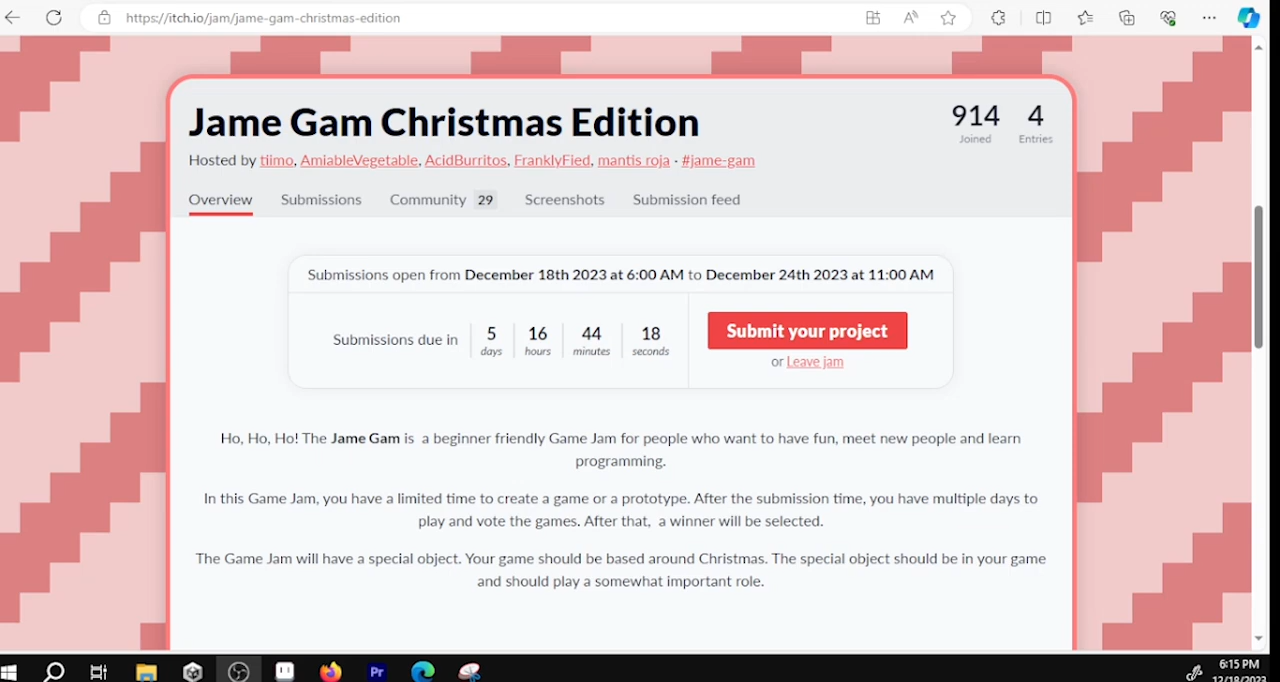 https://itch.io/jam/jame-gam-christmas-edition
Jame Gam Christmas Edition
914 4
Joined Entries
Hosted by tiimo, AmiableVegetable, AcidBurritos, FranklyFied, mantis roja · #jame-gam
Overview Submissions Community 29 Screenshots Submission feed
Submissions open from December 18th 2023 at 6:00 AM to December 24th 2023 at 11:00 AM
Submissions due in 5 days 16 hours 44 minutes 18 seconds
Submit your project
or Leave jam
Ho, Ho, Ho! The Jame Gam is a beginner friendly Game Jam for people who want to have fun, meet new people and learn
programming.
In this Game Jam, you have a limited time to create a game or a prototype. After the submission time, you have multiple days to
play and vote the games. After that, a winner will be selected.
The Game Jam will have a special object. Your game should be based around Christmas. The special object should be in your game
and should play a somewhat important role.
Pr
6:15 PM
12/18/2023